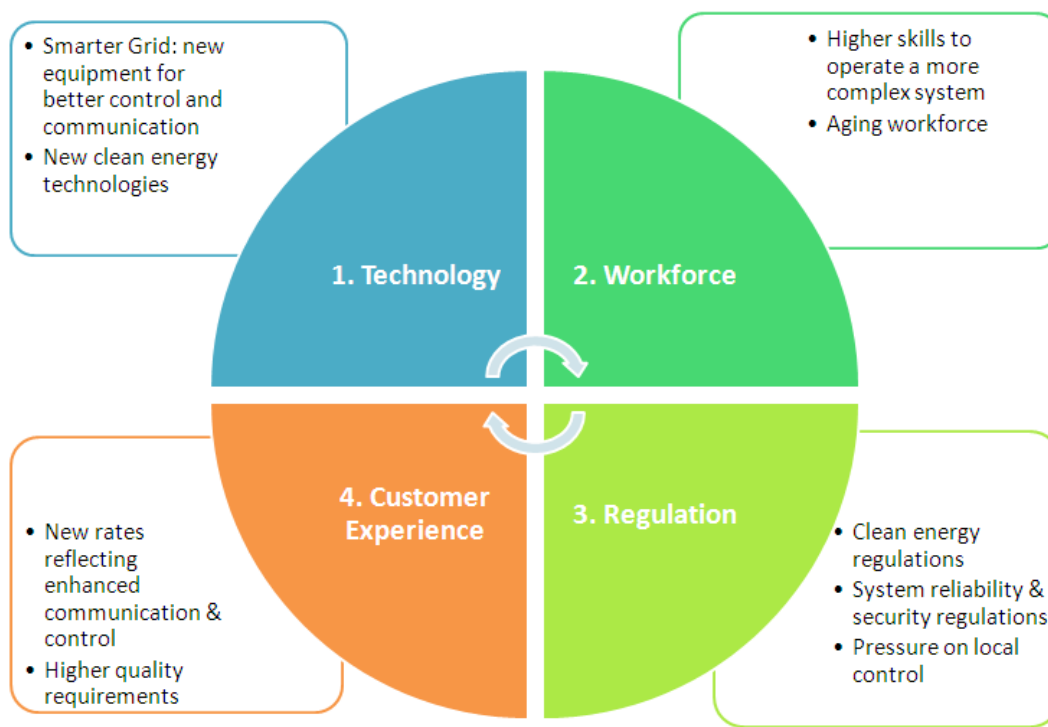 • Smarter Grid: new
equipment for
better control and
communication
• New clean energy
technologies
• Higher skills to
operate a more
complex system
• Aging workforce
1. Technology
2. Workforce
4. Customer
Experience
3. Regulation
• New rates
reflecting
enhanced
communication &
control
• Higher quality
requirements
• Clean energy
regulations
• System reliability &
security regulations
• Pressure on local
control